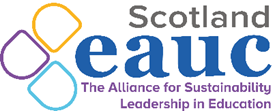 Scotland
eauc
The Alliance for Sustainability
Leadership in Education